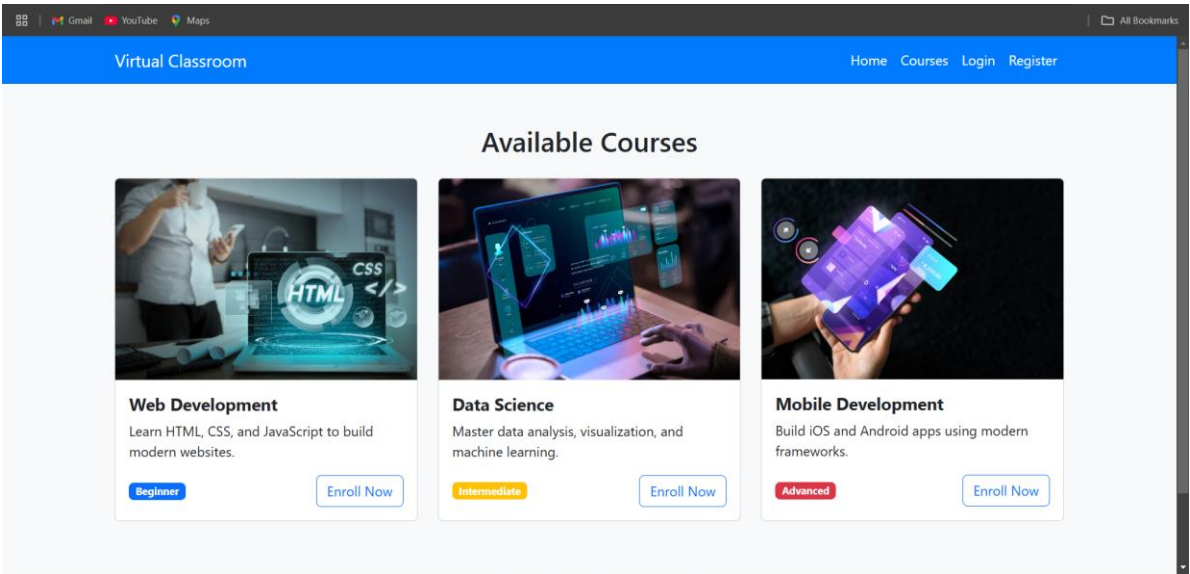 Gmail YouTube Maps All Bookmarks
Virtual Classroom Home Courses Login Register
Available Courses
CSS
HTML </>
Web Development
Learn HTML, CSS, and JavaScript to build
modern websites.
Beginner Enroll Now
Data Science
Master data analysis, visualization, and
machine learning.
Intermediate Enroll Now
Mobile Development
Build iOS and Android apps using modern
frameworks.
Advanced Enroll Now